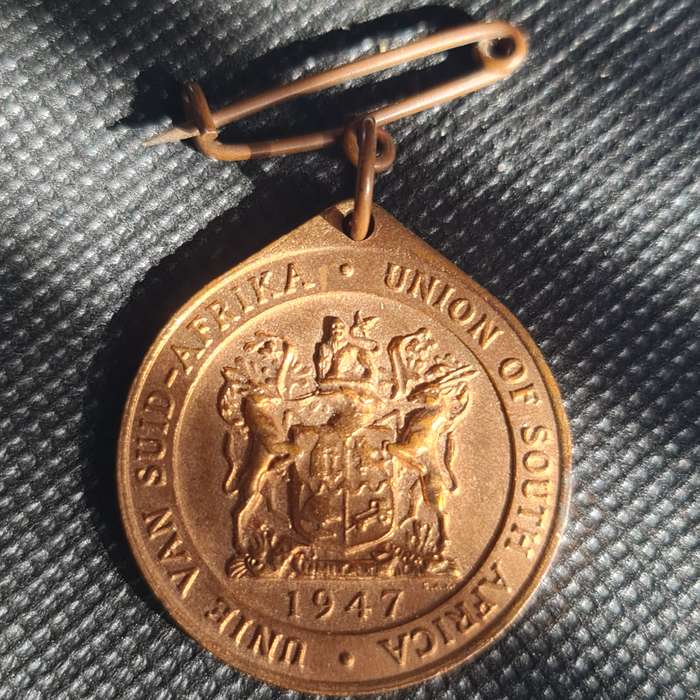 UNIE VAN SUID-AFRIKA · UNION OF SOUTH AFRICA ·
1947